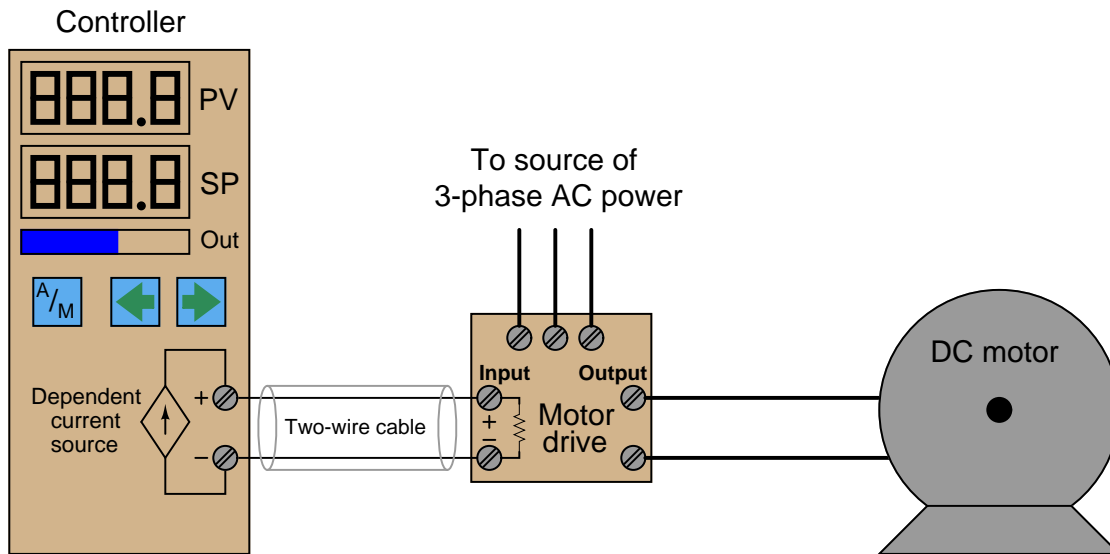 Controller
888.8 PV
888.8 SP
Out
A/M
Dependent
current
source
+
−
Two-wire cable
To source of
3-phase AC power
Input
Output
+
−
Motor
drive
DC motor